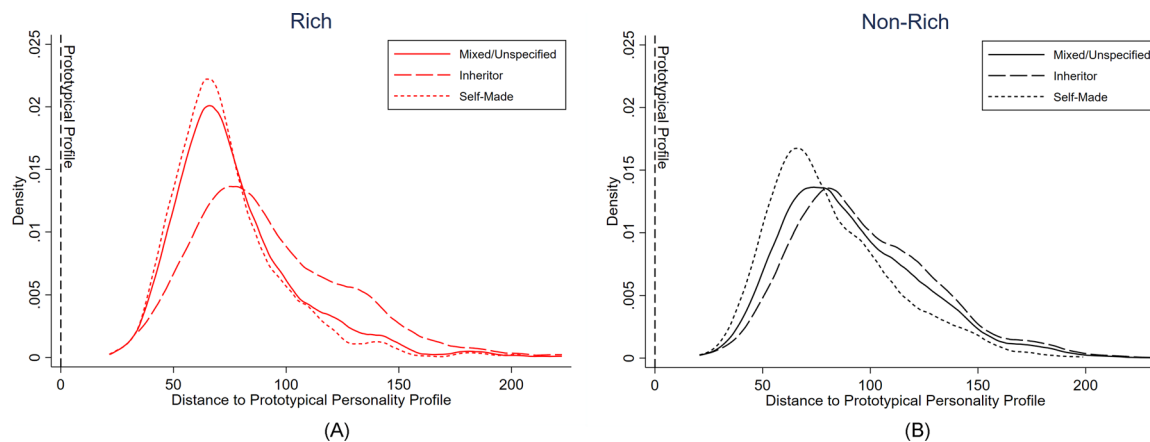 Rich
Prototypical Profile
Density
0
.005
.01
.015
.02
.025
Mixed/Unspecified
Inheritor
Self-Made
0
50
100
150
200
Distance to Prototypical Personality Profile
(A)
Non-Rich
Prototypical Profile
Density
0
.005
.01
.015
.02
.025
Mixed/Unspecified
Inheritor
Self-Made
0
50
100
150
200
Distance to Prototypical Personality Profile
(B)